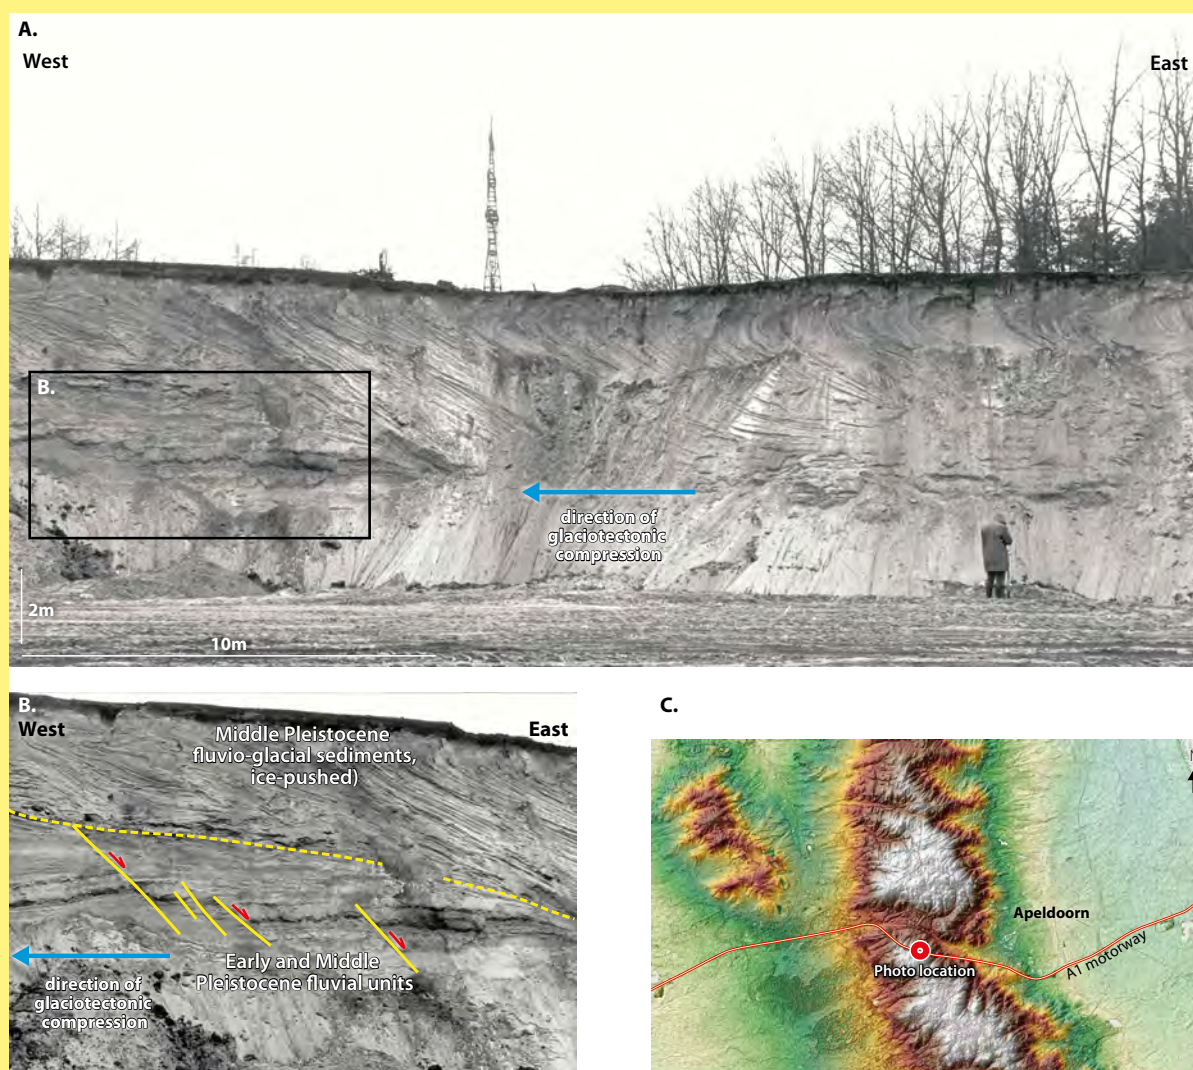 A.
West
East
B.
direction of
glaciotectonic
compression
2m
10m
B.
West
East
Middle Pleistocene
fluvio-glacial sediments,
ice-pushed)
Early and Middle
Pleistocene fluvial units
direction of
glaciotectonic
compression
C.
N
Apeldoorn
A1 motorway
Photo location